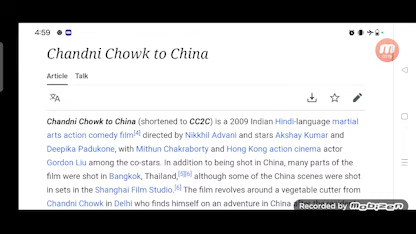 4:59
Chandni Chowk to China
Article Talk
Chandni Chowk to China (shortened to CC2C) is a 2009 Indian Hindi-language martial
arts action comedy film[4] directed by Nikkhil Advani and stars Akshay Kumar and
Deepika Padukone, with Mithun Chakraborty and Hong Kong action cinema actor
Gordon Liu among the co-stars. In addition to being shot in China, many parts of the
film were shot in Bangkok, Thailand,[5][6] although some of the China scenes were shot
in sets in the Shanghai Film Studio.[6] The film revolves around a vegetable cutter from
Chandni Chowk in Delhi who finds himself on an adventure in China
Recorded by Mobizen